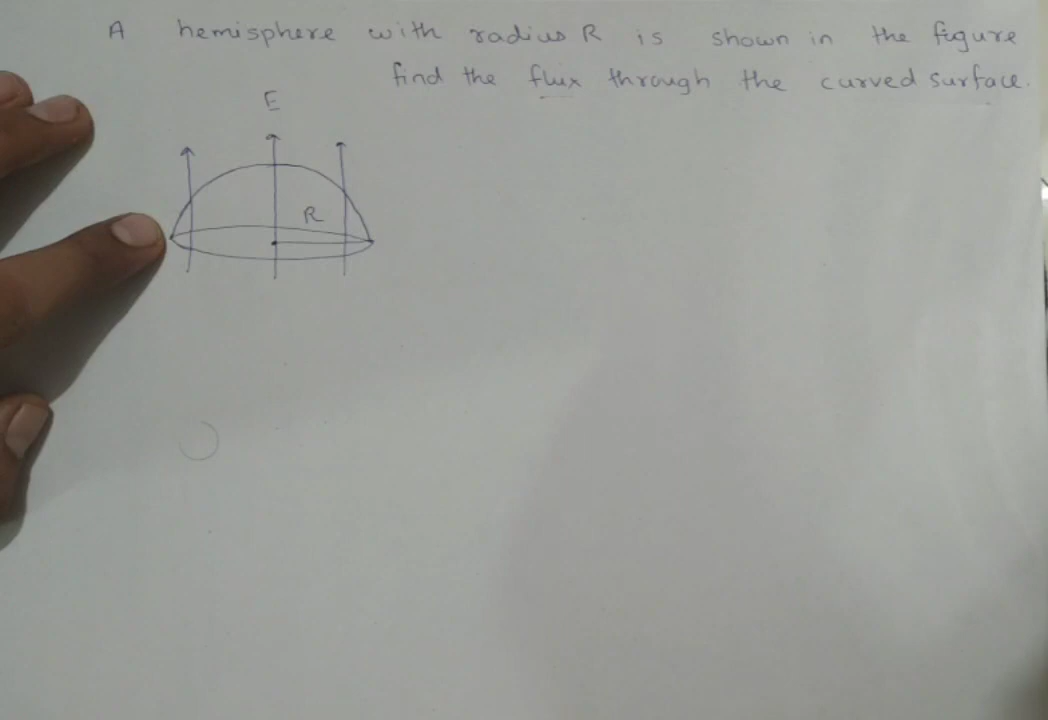 A hemisphere with radius R is shown in the figure
find the flux through the curved surface.
E
R